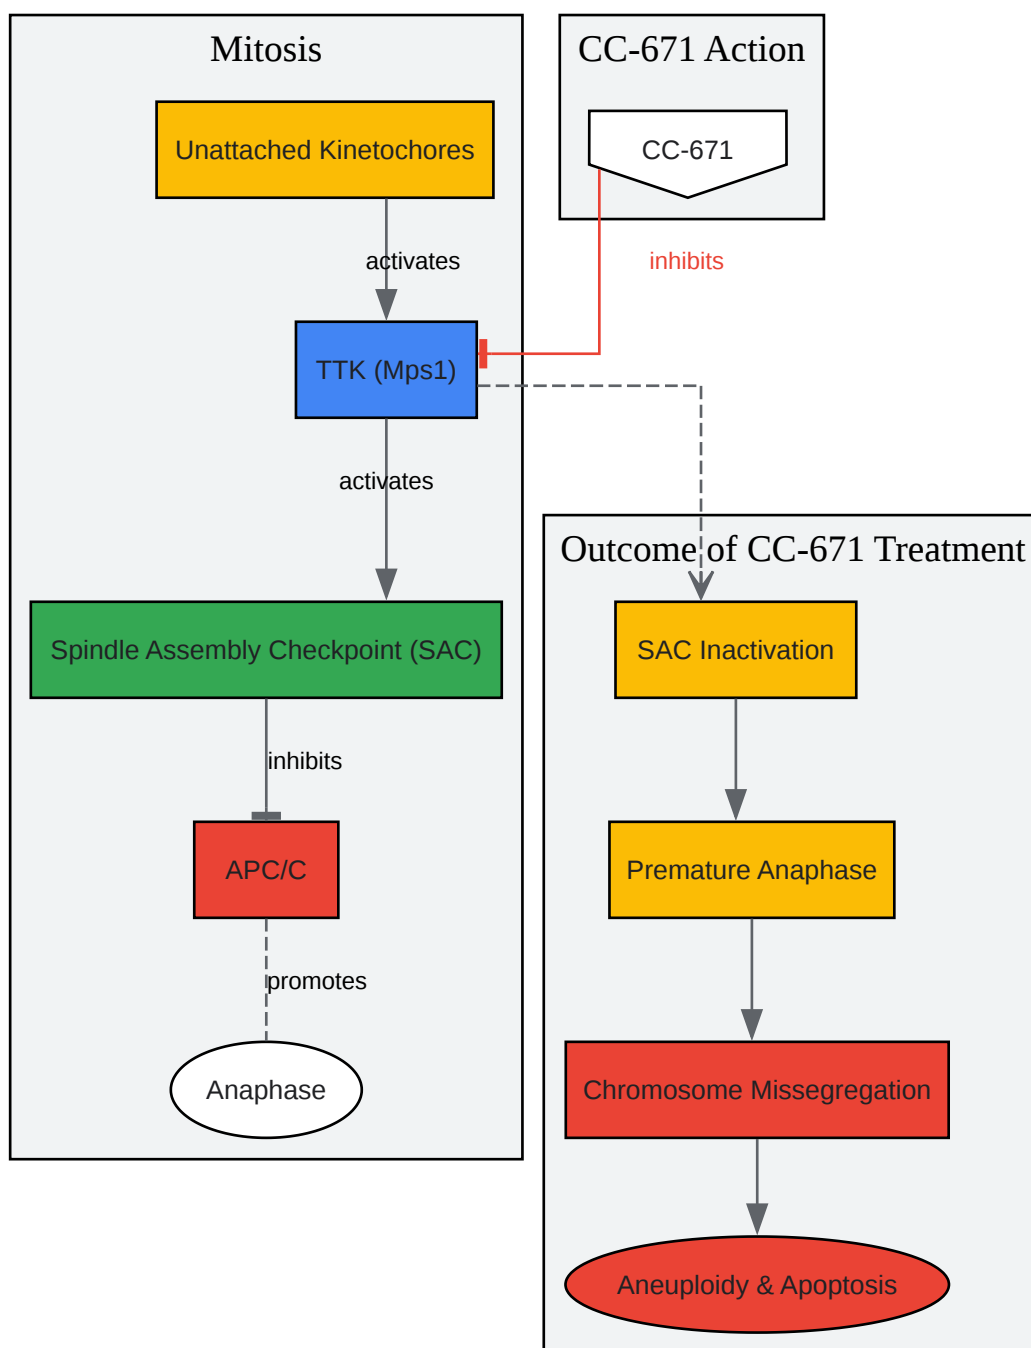 Mitosis
Unattached Kinetochores
activates
TTK (Mps1)
activates
Spindle Assembly Checkpoint (SAC)
inhibits
APC/C
promotes
Anaphase
CC-671 Action
CC-671
inhibits
Outcome of CC-671 Treatment
SAC Inactivation
Premature Anaphase
Chromosome Missegregation
Aneuploidy & Apoptosis